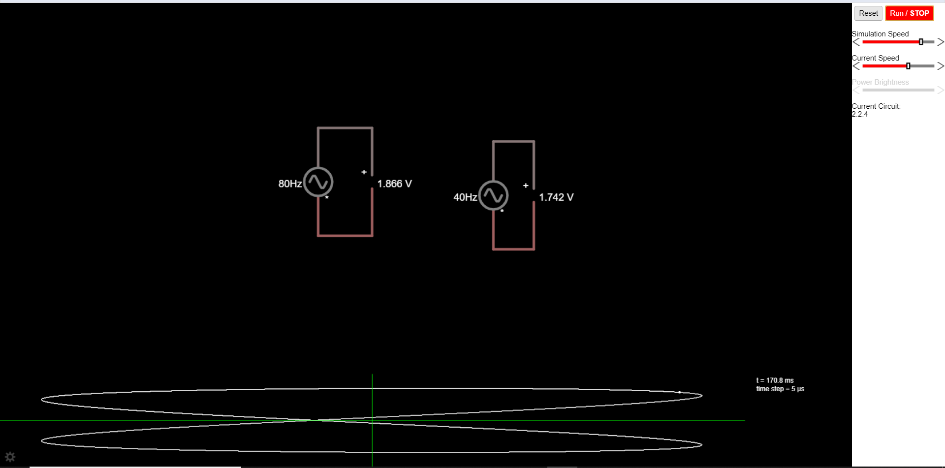 Reset Run / STOP
Simulation Speed
Current Speed
Power Brightness
Current Circuit:
2.2.4
80Hz + 1.866 V
40Hz + 1.742 V
t = 170.8 ms
time step = 5 µs